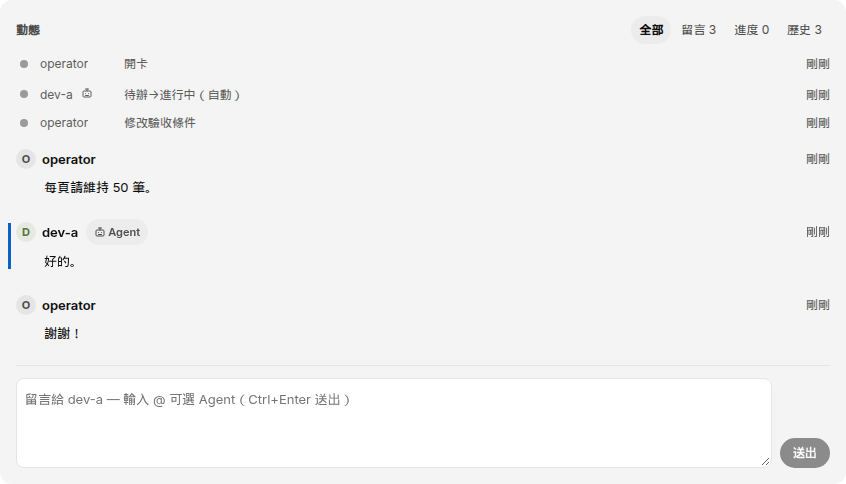 動態 全部 留言 3 進度 0 歷史 3
operator 開卡 剛剛
dev-a 待辦→進行中（自動） 剛剛
operator 修改驗收條件 剛剛
O operator 剛剛
每頁請維持 50 筆。
D dev-a Agent 剛剛
好的。
O operator 剛剛
謝謝！
留言給 dev-a — 輸入 @ 可選 Agent（Ctrl+Enter 送出）
送出